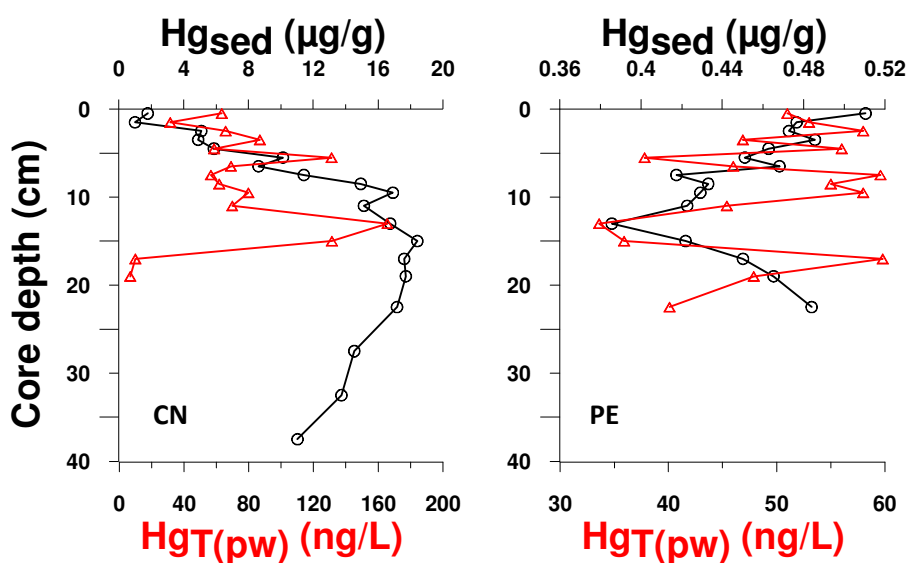 Hgsed (µg/g)
0 4 8 12 16 20
Hgsed (µg/g)
0.36 0.4 0.44 0.48 0.52
Core depth (cm)
0
10
20
30
40
CN
0 40 80 120 160 200
HgT(pw) (ng/L)
0
10
20
30
40
PE
30 40 50 60
HgT(pw) (ng/L)